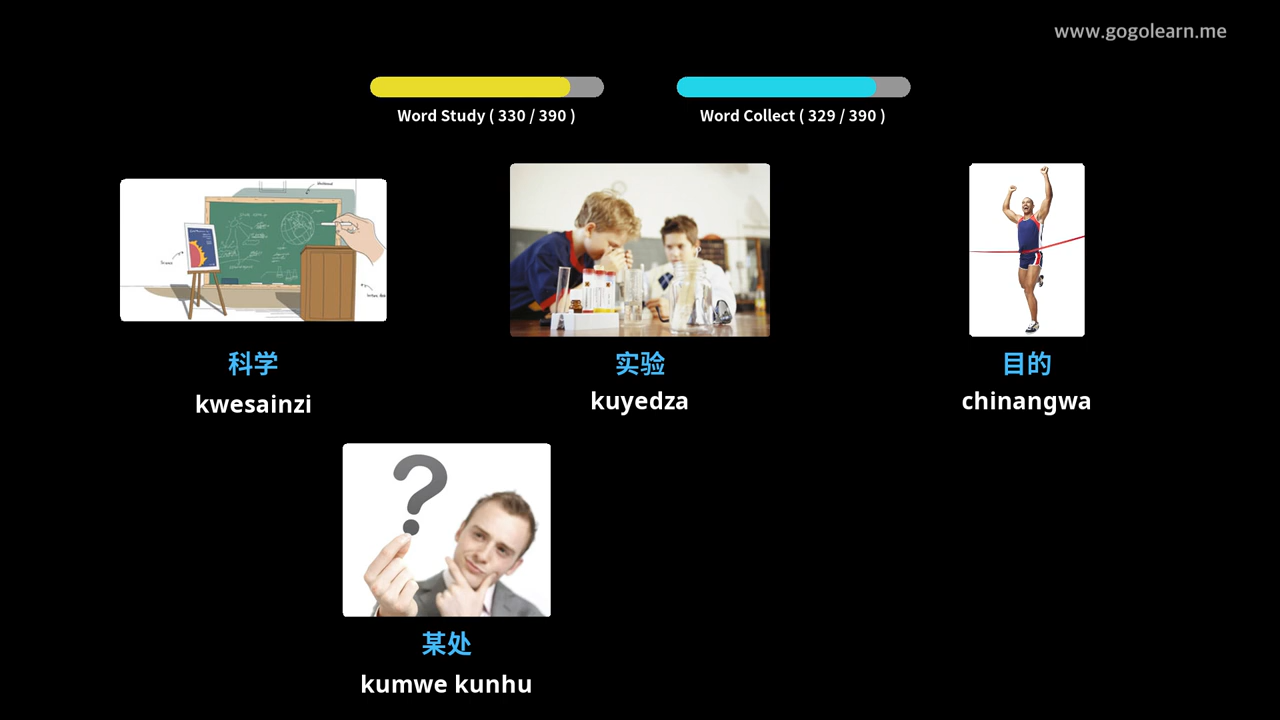 www.gogolearn.me
Word Study ( 330 / 390 )
Word Collect ( 329 / 390 )
科学
kwesainzi
实验
kuyedza
目的
chinangwa
某处
kumwe kunhu